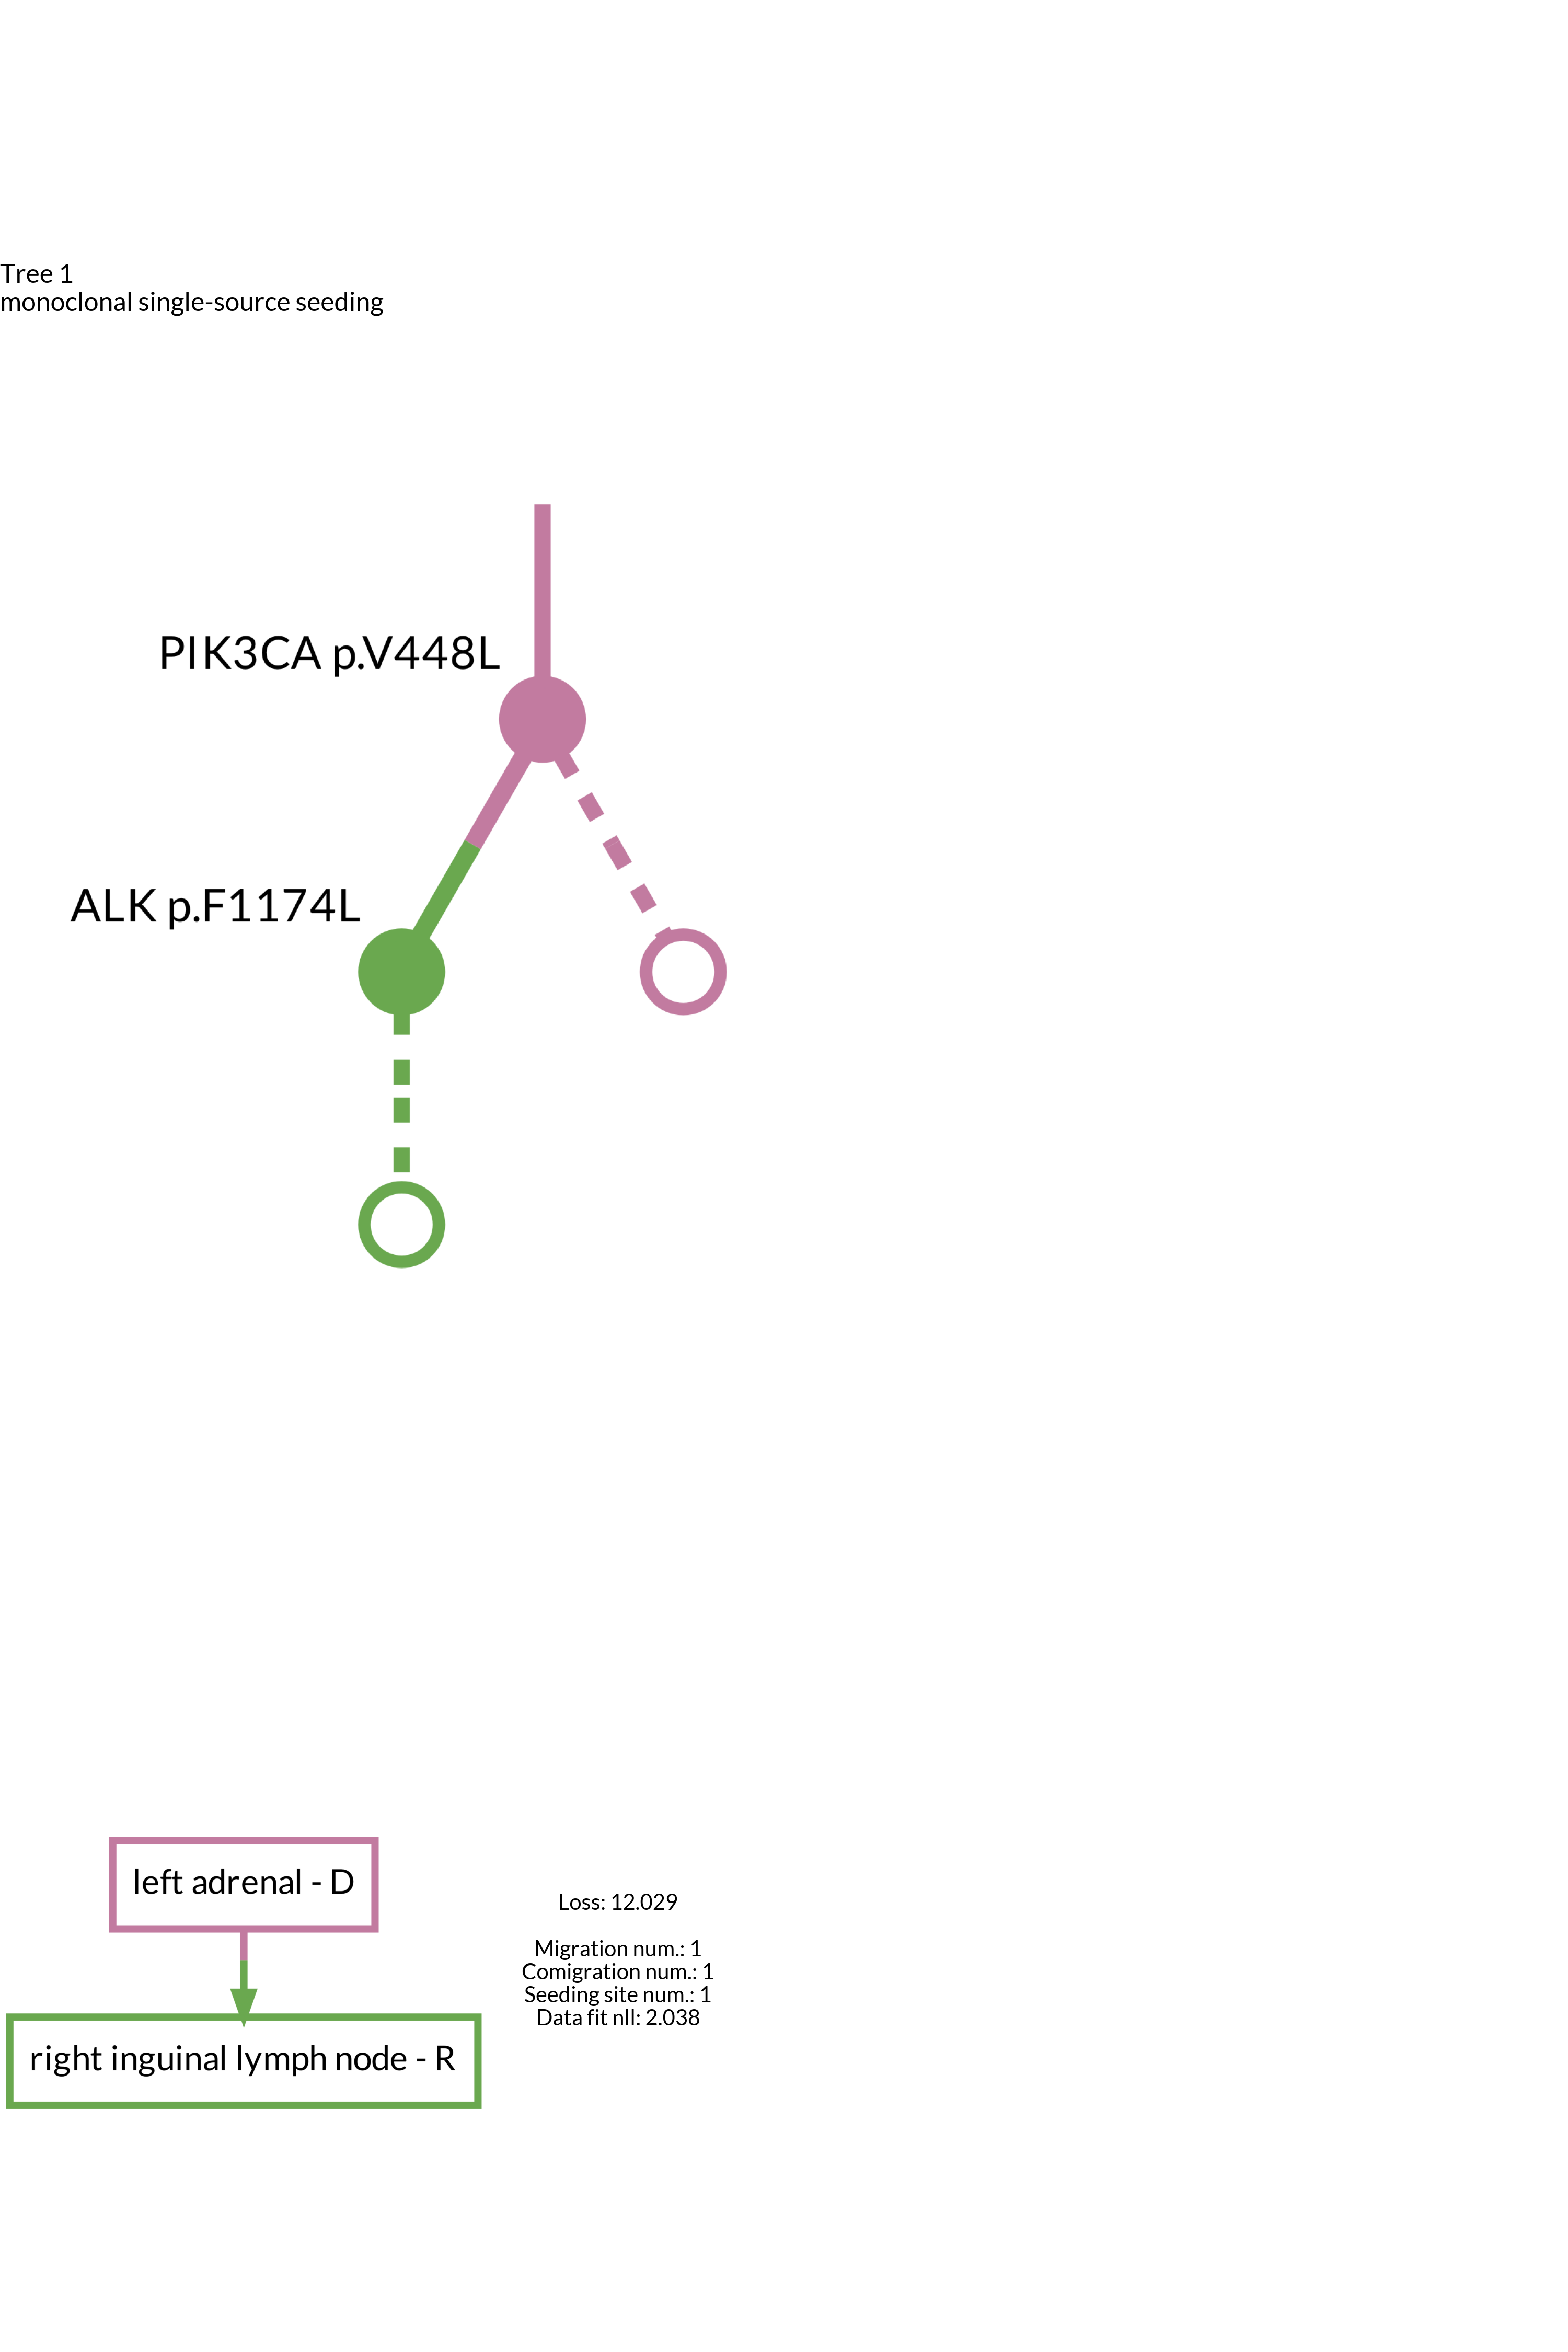 Tree 1
monoclonal single-source seeding
PIK3CA p.V448L
ALK p.F1174L
left adrenal - D
right inguinal lymph node - R
Loss: 12.029
Migration num.: 1
Comigration num.: 1
Seeding site num.: 1
Data fit nll: 2.038